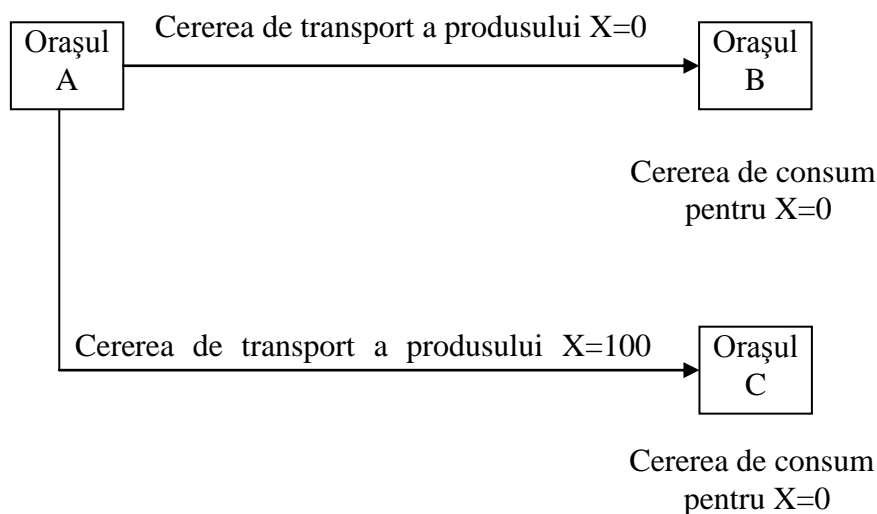 Cererea de transport a produsului X=0
Oraşul
A
Oraşul
B
Cererea de consum
pentru X=0
Cererea de transport a produsului X=100
Oraşul
C
Cererea de consum
pentru X=0